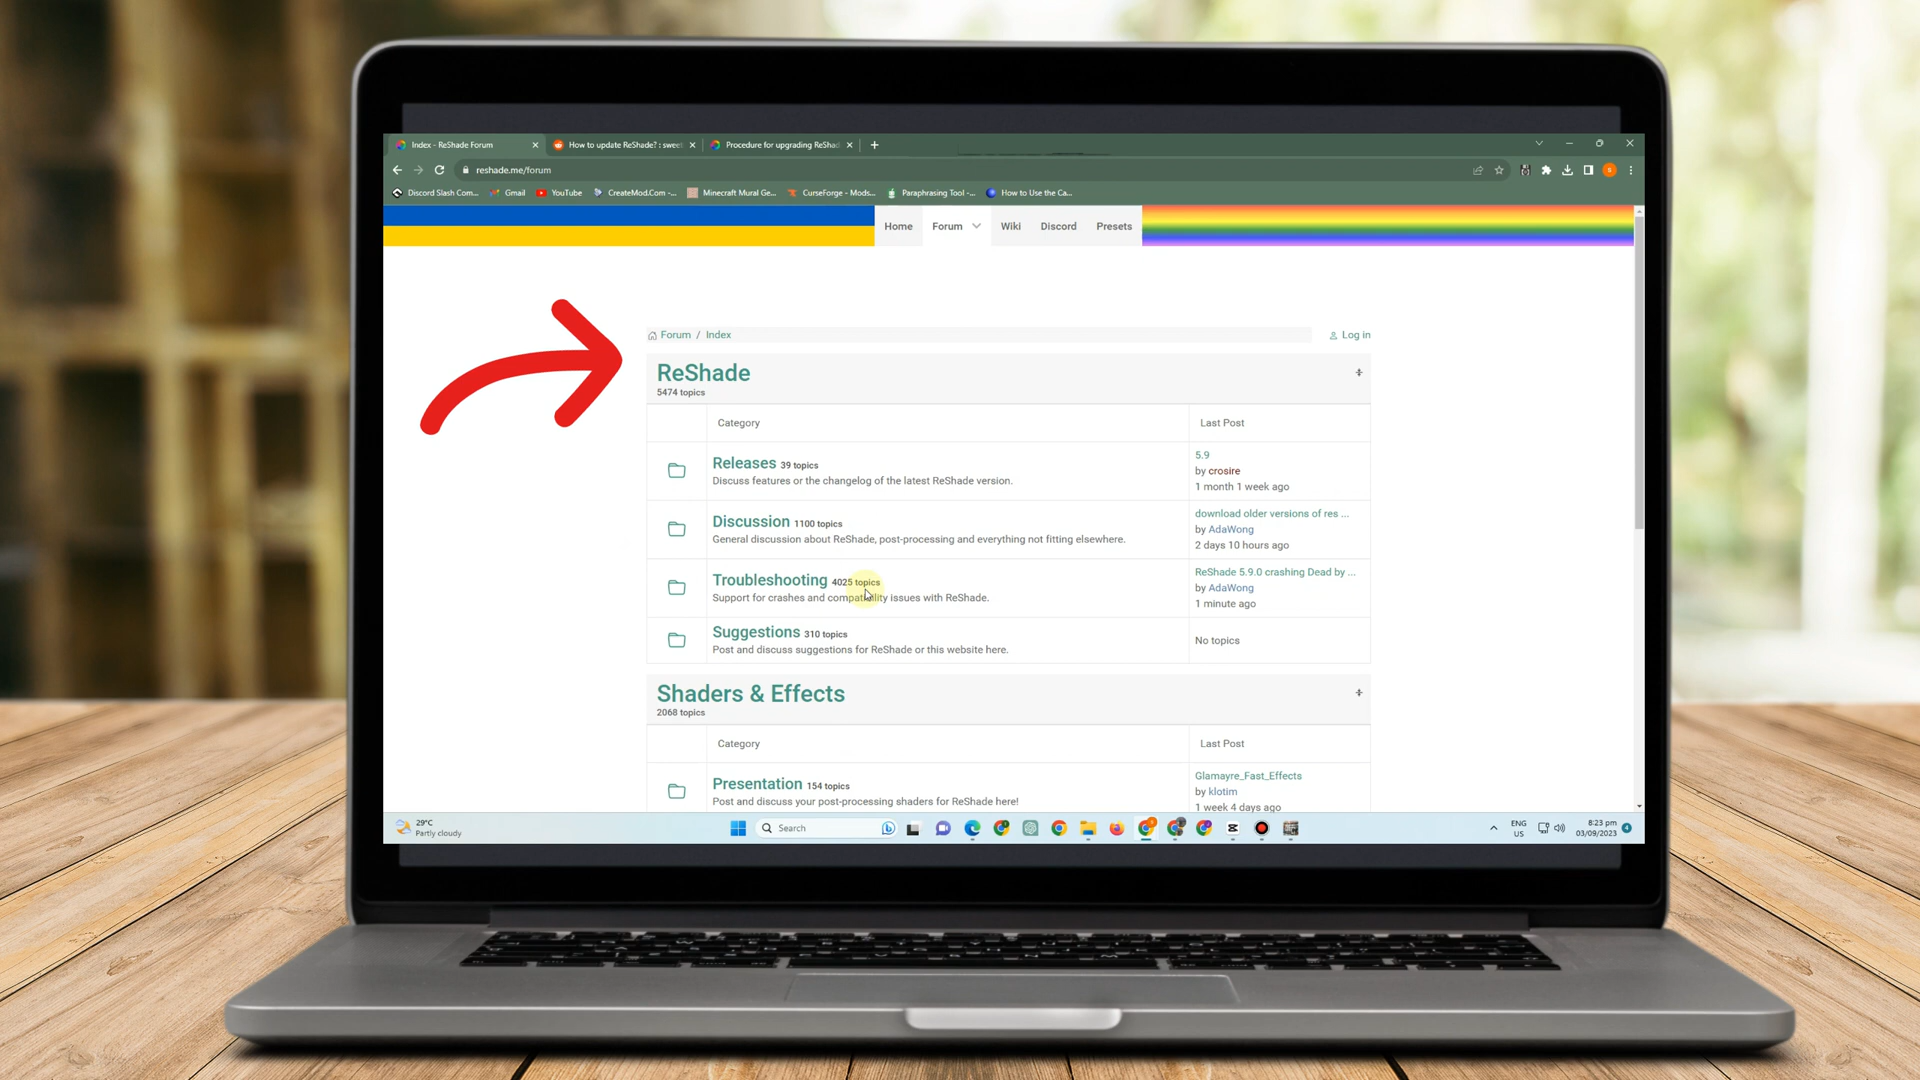 Index - ReShade Forum
How to update ReShade? : sweet
Procedure for upgrading ReShad
reshade.me/forum
Discord Slash Com...
Gmail
YouTube
CreateMod.Com -...
Minecraft Mural Ge...
CurseForge - Mods...
Paraphrasing Tool -...
How to Use the Ca...
Home
Forum
Wiki
Discord
Presets
Forum / Index
Log in
ReShade
5474 topics
Category
Last Post
Releases 39 topics
Discuss features or the changelog of the latest ReShade version.
5.9
by crosire
1 month 1 week ago
Discussion 1100 topics
General discussion about ReShade, post-processing and everything not fitting elsewhere.
download older versions of res ...
by AdaWong
2 days 10 hours ago
Troubleshooting 4025 topics
Support for crashes and compatibility issues with ReShade.
ReShade 5.9.0 crashing Dead by ...
by AdaWong
1 minute ago
Suggestions 310 topics
Post and discuss suggestions for ReShade or this website here.
No topics
Shaders & Effects
2068 topics
Category
Last Post
Presentation 154 topics
Post and discuss your post-processing shaders for ReShade here!
Glamayre_Fast_Effects
by klotim
1 week 4 days ago
29°C
Partly cloudy
Search
ENG
US
8:23 pm
03/09/2023
4